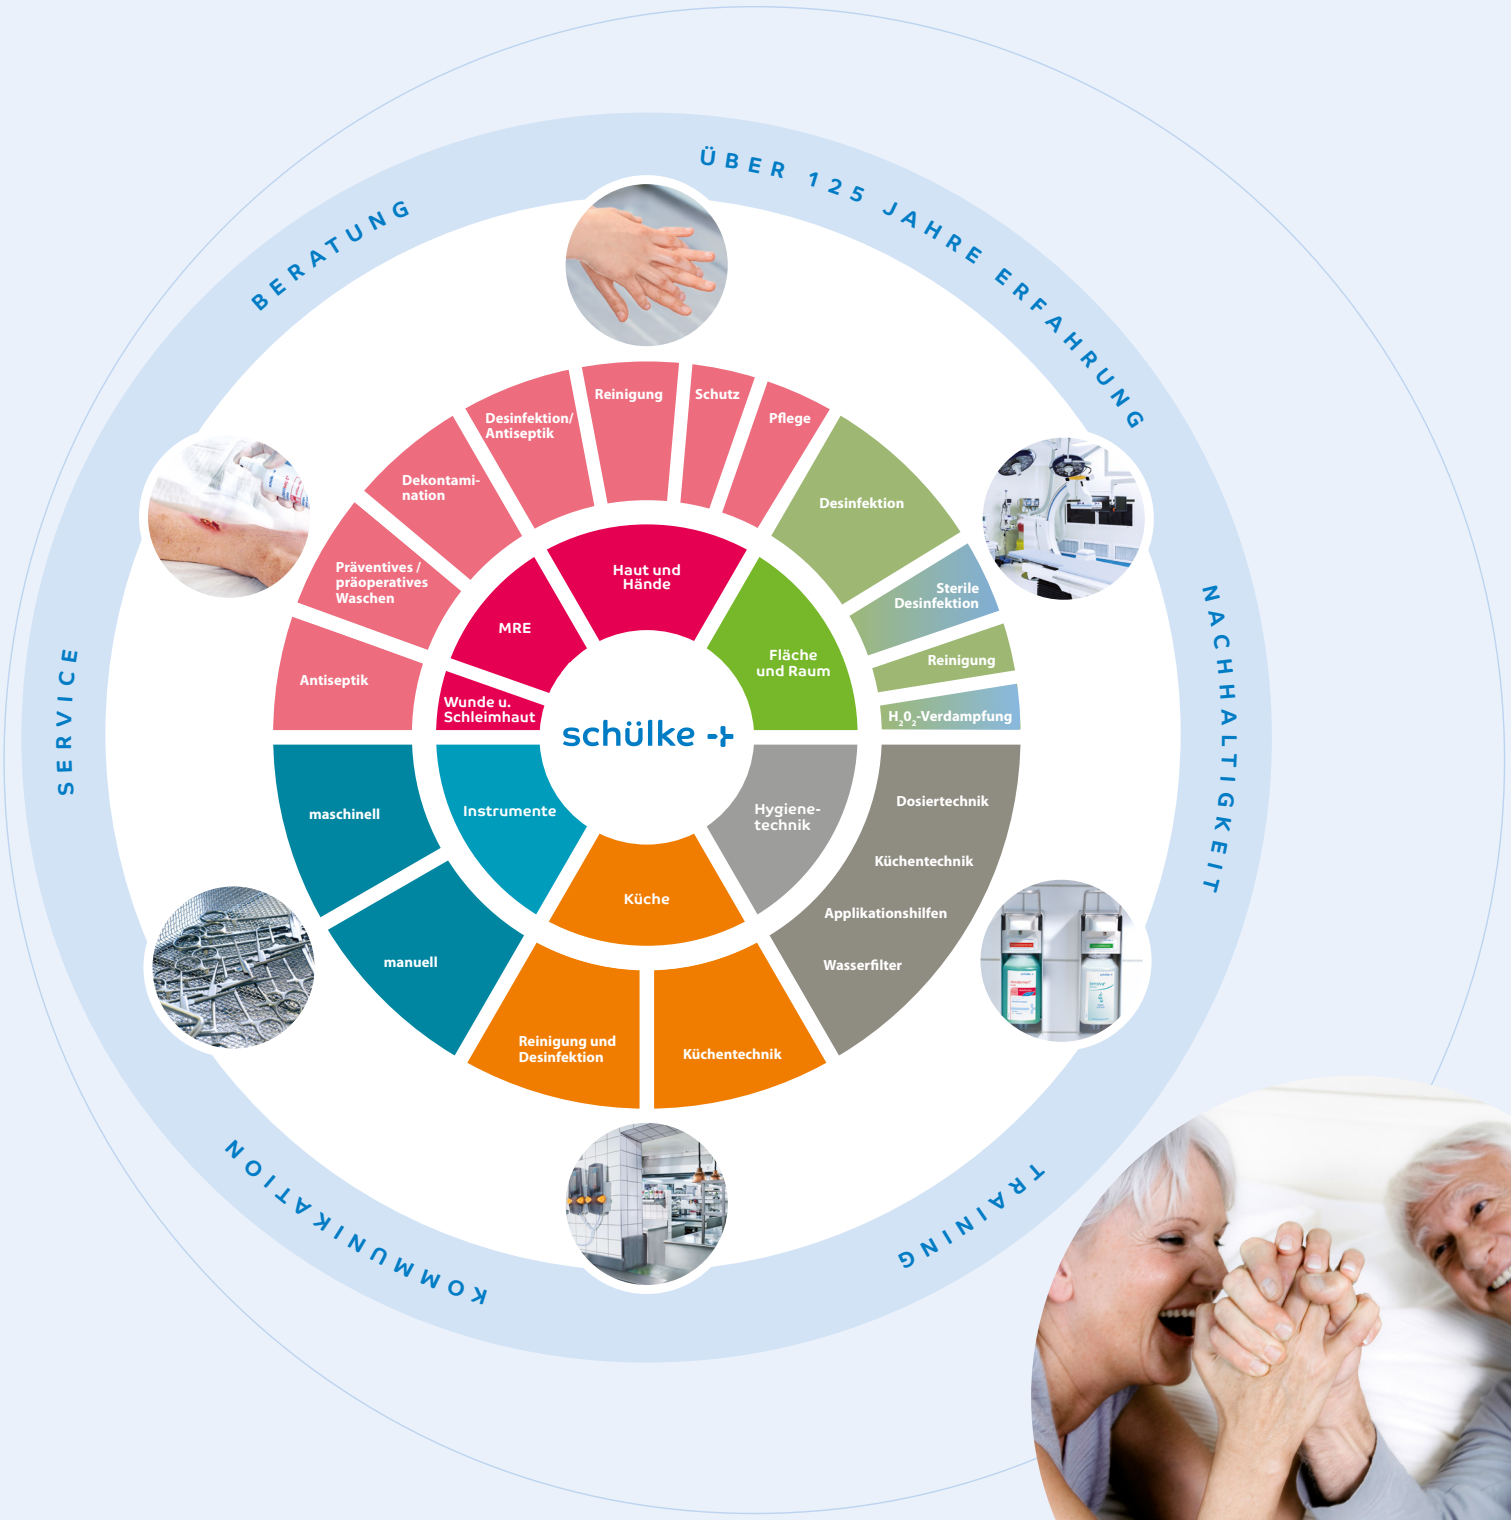 ÜBER 125 JAHRE ERFAHRUNG
NACHHALTIGKEIT
TRAINING
KOMMUNIKATION
SERVICE
BERATUNG
Reinigung
Schutz
Pflege
Desinfektion/
Antiseptik
Dekontami-
nation
Präventives /
präoperatives
Waschen
Antiseptik
Desinfektion
Sterile
Desinfektion
Reinigung
H₂0₂-Verdampfung
Haut und
Hände
MRE
Wunde u.
Schleimhaut
Fläche
und Raum
schülke
Instrumente
Hygiene-
technik
Küche
maschinell
manuell
Dosiertechnik
Küchentechnik
Applikationshilfen
Wasserfilter
Reinigung und
Desinfektion
Küchentechnik